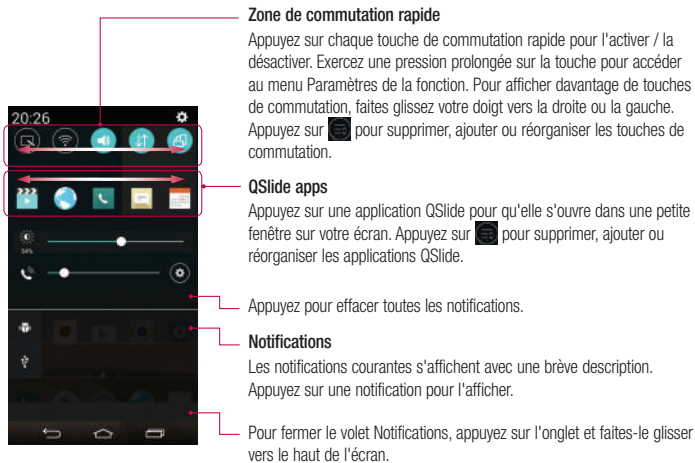 Zone de commutation rapide
Appuyez sur chaque touche de commutation rapide pour l'activer / la
désactiver. Exercez une pression prolongée sur la touche pour accéder
au menu Paramètres de la fonction. Pour afficher davantage de touches
de commutation, faites glissez votre doigt vers la droite ou la gauche.
Appuyez sur pour supprimer, ajouter ou réorganiser les touches de
commutation.
20:26
QSlide apps
Appuyez sur une application QSlide pour qu'elle s'ouvre dans une petite
fenêtre sur votre écran. Appuyez sur pour supprimer, ajouter ou
réorganiser les applications QSlide.
54%
Appuyez pour effacer toutes les notifications.
Notifications
Les notifications courantes s'affichent avec une brève description.
Appuyez sur une notification pour l'afficher.
Pour fermer le volet Notifications, appuyez sur l'onglet et faites-le glisser
vers le haut de l'écran.